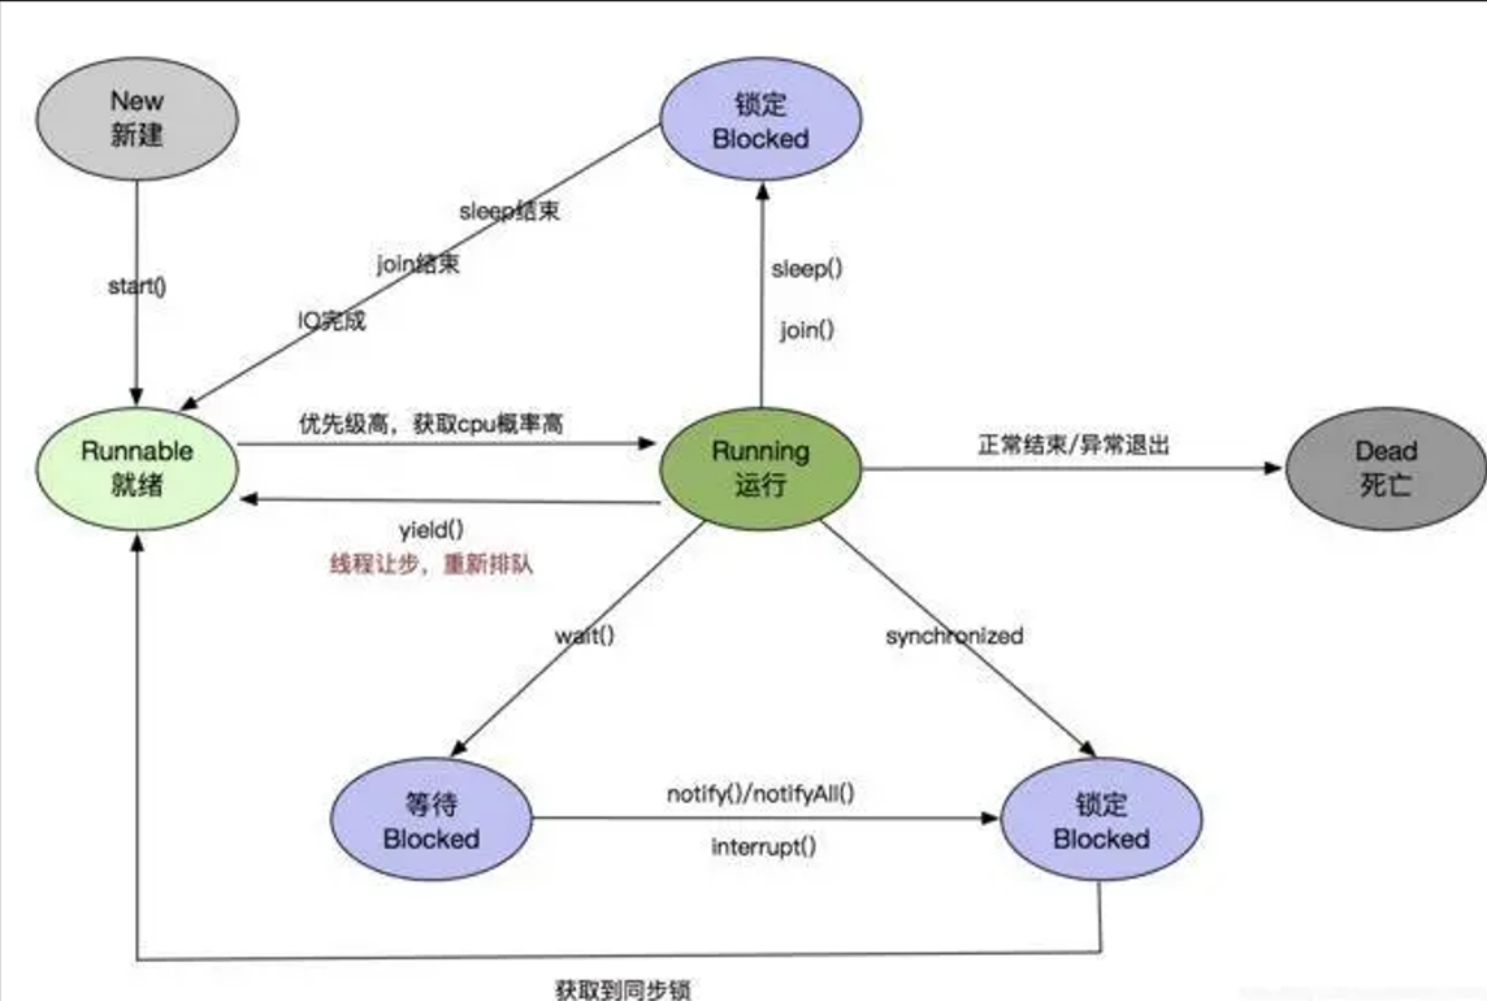 New
新建
锁定
Blocked
sleep结束
join结束
IO完成
start()
sleep()
join()
优先级高，获取cpu概率高
Runnable
就绪
Running
运行
正常结束/异常退出
Dead
死亡
yield()
线程让步，重新排队
wait()
synchronized
等待
Blocked
notify()/notifyAll()
interrupt()
锁定
Blocked
获取到同步锁